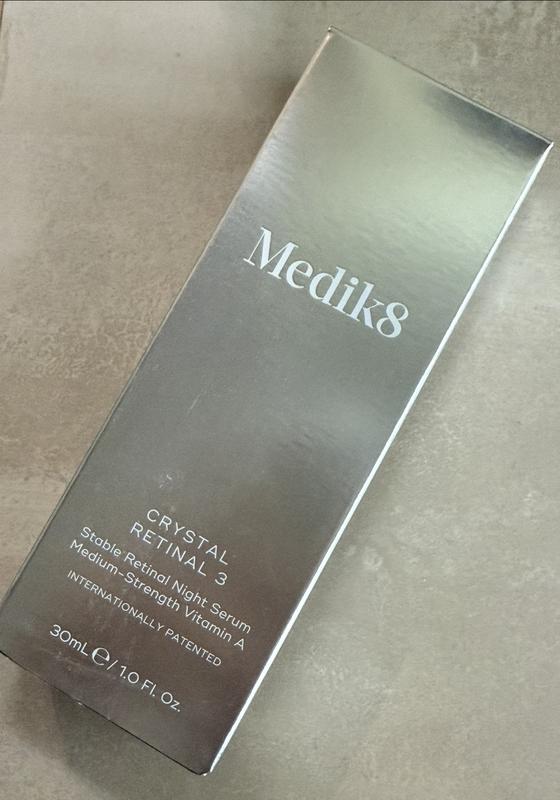 Medik8
CRYSTAL
RETINAL 3
Stable Retinal Night Serum
Medium-Strength Vitamin A
INTERNATIONALLY PATENTED
30mL ℮ / 1.0 Fl. Oz.